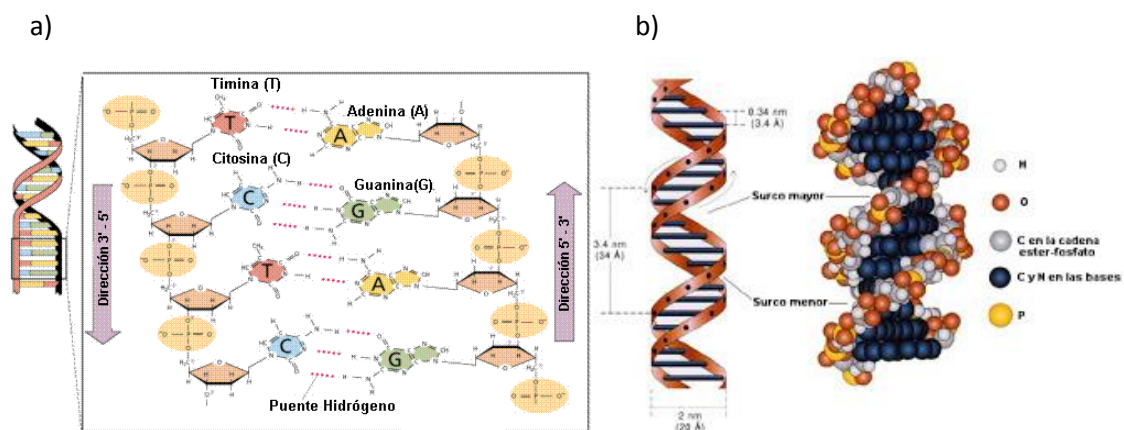 a)
b)
Timina (T)
Adenina (A)
T
A
Citosina (C)
Guanina(G)
C
G
T
A
C
G
Puente Hidrógeno
Dirección 3' - 5'
Dirección 5' - 3'
0.34 nm
(3.4 Å)
Surco mayor
3.4 nm
(34 Å)
Surco menor
2 nm
(20 Å)
H
O
C en la cadena
ester-fosfato
C y N en las bases
P